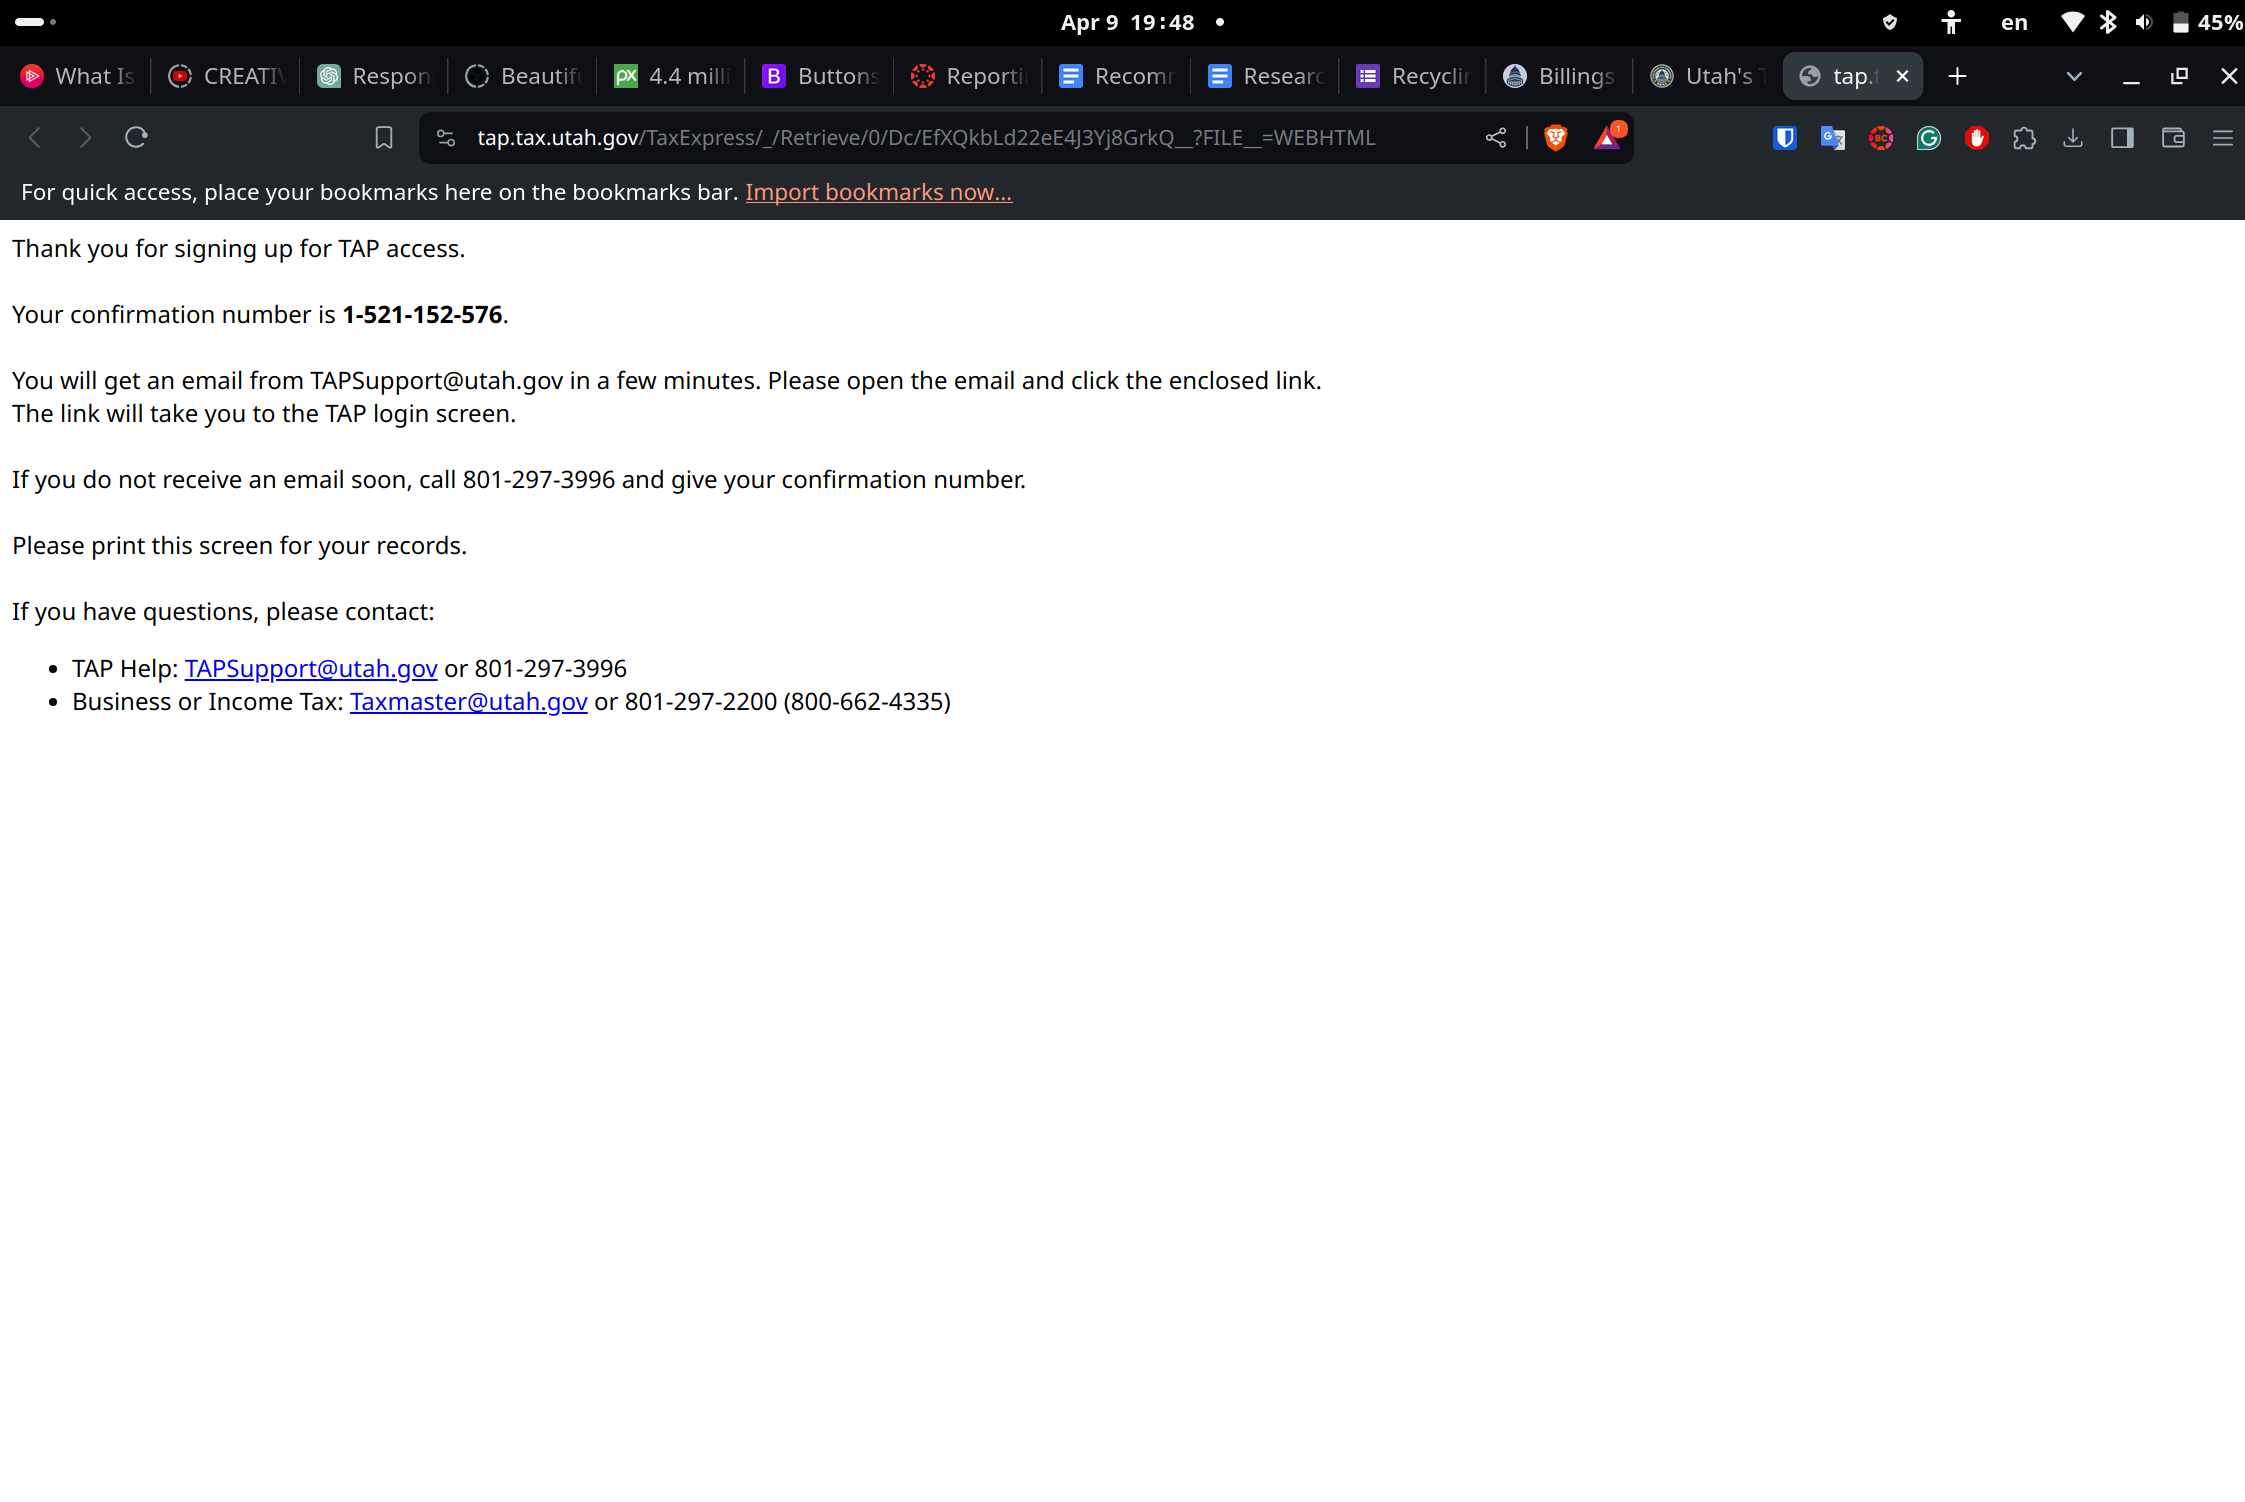 Apr 9 19:48
en
45%
What Is
CREATIV
Respon
Beautifu
4.4 milli
Buttons
Reporti
Recomm
Researc
Recyclin
Billings
Utah's T
tap.t
tap.tax.utah.gov/TaxExpress/_/Retrieve/0/Dc/EfXQkbLd22eE4J3Yj8GrkQ__?FILE__=WEBHTML
1
For quick access, place your bookmarks here on the bookmarks bar. Import bookmarks now...
Thank you for signing up for TAP access.
Your confirmation number is 1-521-152-576.
You will get an email from TAPSupport@utah.gov in a few minutes. Please open the email and click the enclosed link.
The link will take you to the TAP login screen.
If you do not receive an email soon, call 801-297-3996 and give your confirmation number.
Please print this screen for your records.
If you have questions, please contact:
• TAP Help: TAPSupport@utah.gov or 801-297-3996
• Business or Income Tax: Taxmaster@utah.gov or 801-297-2200 (800-662-4335)